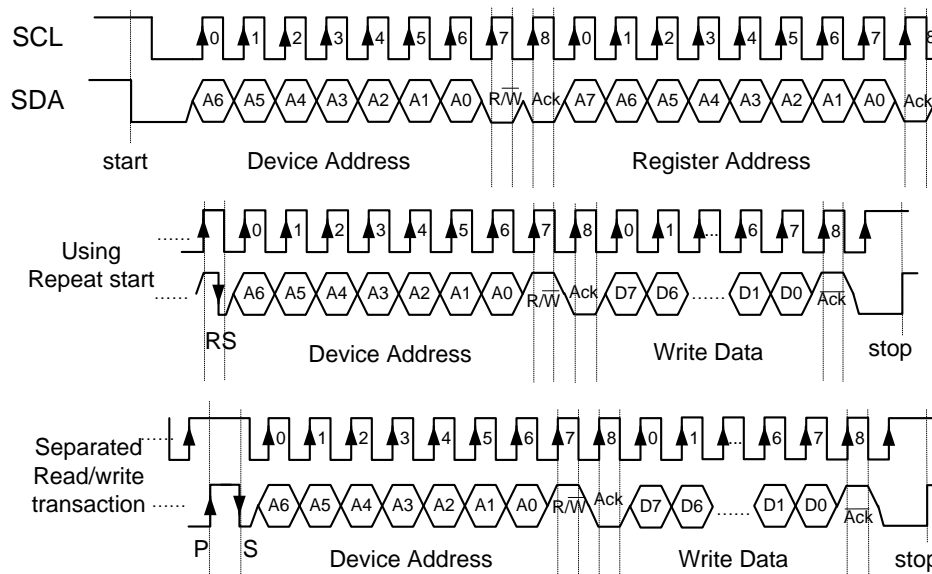 SCL 0 1 2 3 4 5 6 7 8 0 1 2 3 4 5 6 7 8
SDA A6 A5 A4 A3 A2 A1 A0 R/W̅ Ack A7 A6 A5 A4 A3 A2 A1 A0 Ack
start Device Address Register Address
...... 0 1 2 3 4 5 6 7 8 0 1 ... 6 7 8
Using
Repeat start
...... A6 A5 A4 A3 A2 A1 A0 R/W̅ Ack D7 D6 ...... D1 D0 A̅c̅k̅
RS Device Address Write Data stop
...... 0 1 2 3 4 5 6 7 8 0 1 ... 6 7 8
Separated
Read/write
transaction
...... A6 A5 A4 A3 A2 A1 A0 R/W̅ Ack D7 D6 ...... D1 D0 A̅c̅k̅
P S Device Address Write Data stop